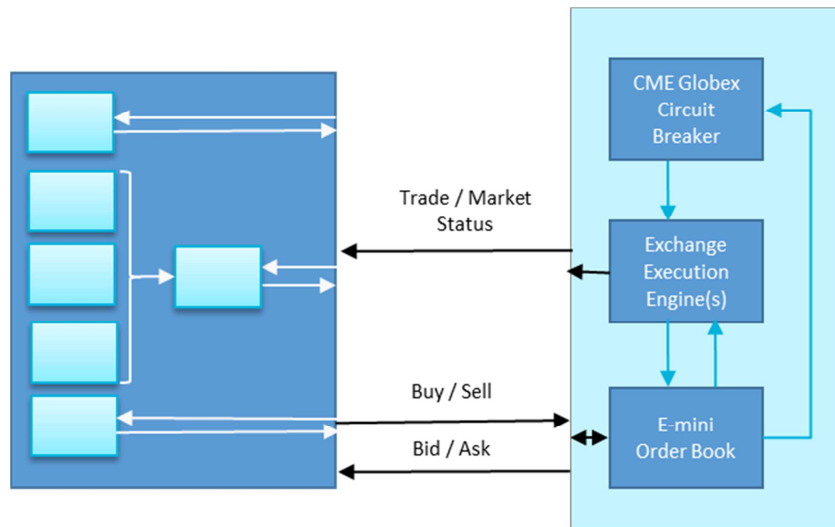 CME Globex
Circuit
Breaker
Trade / Market
Status
Exchange
Execution
Engine(s)
Buy / Sell
E-mini
Order Book
Bid / Ask